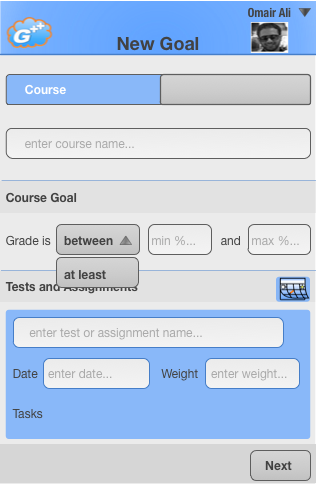 Omair Ali
G++
New Goal
Course
enter course name...
Course Goal
Grade is between min %... and max %...
at least
Tests and Assignments
enter test or assignment name...
Date enter date... Weight enter weight...
Tasks
Next